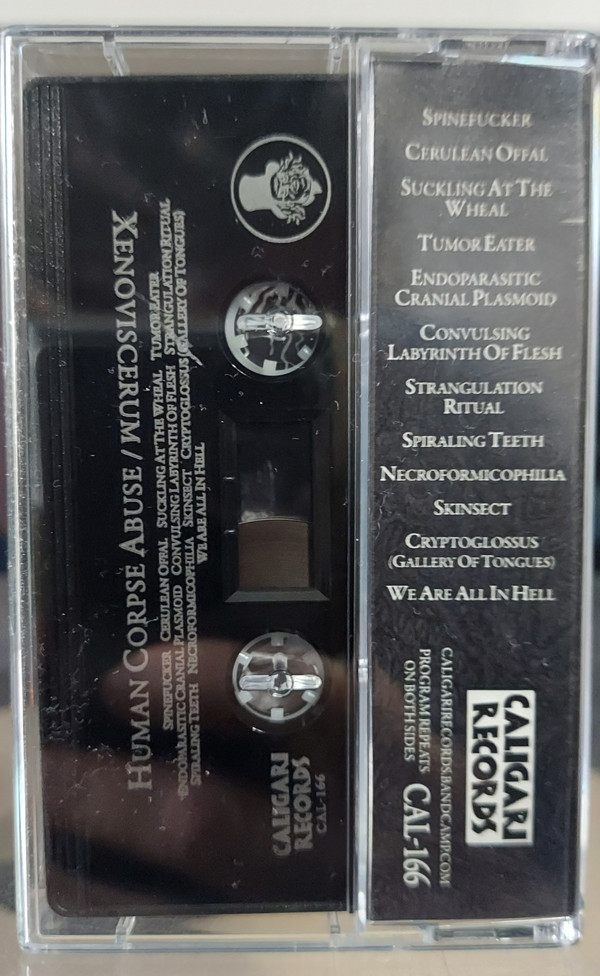 HUMAN CORPSE ABUSE
XENOVISCERUM / HUMAN CORPSE ABUSE
SPINEFUCKER CERULEAN OFFAL SUCKLING AT THE WHEAL TUMOR EATER
ENDOPARASITIC CRANIAL PLASMOID CONVULSING LABYRINTH OF FLESH STRANGULATION RITUAL
SPIRALING TEETH NECROFORMICOPHILIA SKINSECT CRYPTOGLOSSUS (GALLERY OF TONGUES)
WE ARE ALL IN HELL
CALIGARI
RECORDS
CAL-166
SPINEFUCKER
CERULEAN OFFAL
SUCKLING AT THE
WHEAL
TUMOR EATER
ENDOPARASITIC
CRANIAL PLASMOID
CONVULSING
LABYRINTH OF FLESH
STRANGULATION
RITUAL
SPIRALING TEETH
NECROFORMICOPHILIA
SKINSECT
CRYPTOGLOSSUS
(GALLERY OF TONGUES)
WE ARE ALL IN HELL
CALIGARI
RECORDS
CALIGARIRECORDS.BANDCAMP.COM
PROGRAM REPEATS
ON BOTH SIDES
CAL-166